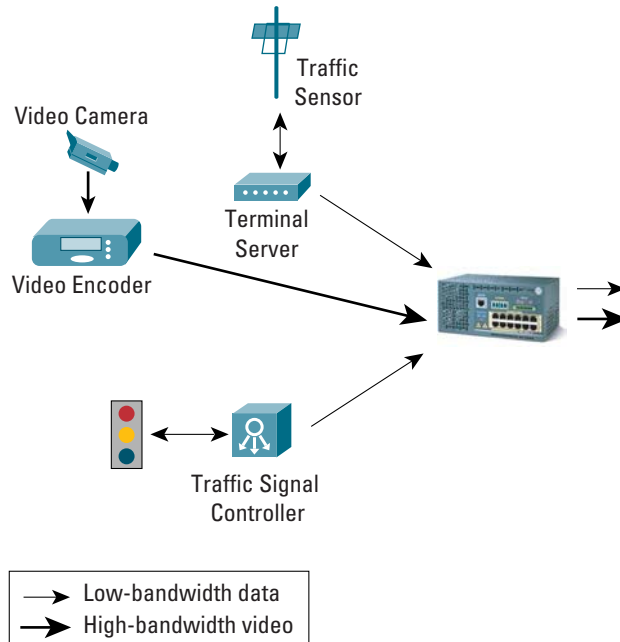 Traffic
Sensor
Video Camera
Terminal
Server
Video Encoder
Traffic Signal
Controller
Low-bandwidth data
High-bandwidth video